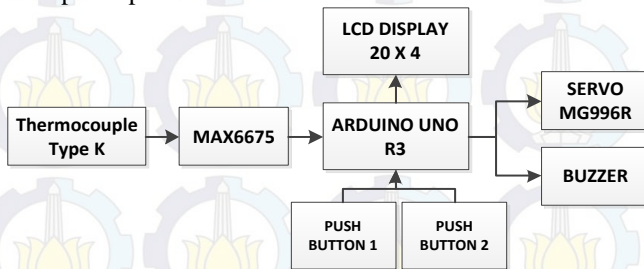 LCD DISPLAY
20 X 4
Thermocouple
Type K
MAX6675
ARDUINO UNO
R3
SERVO
MG996R
BUZZER
PUSH
BUTTON 1
PUSH
BUTTON 2